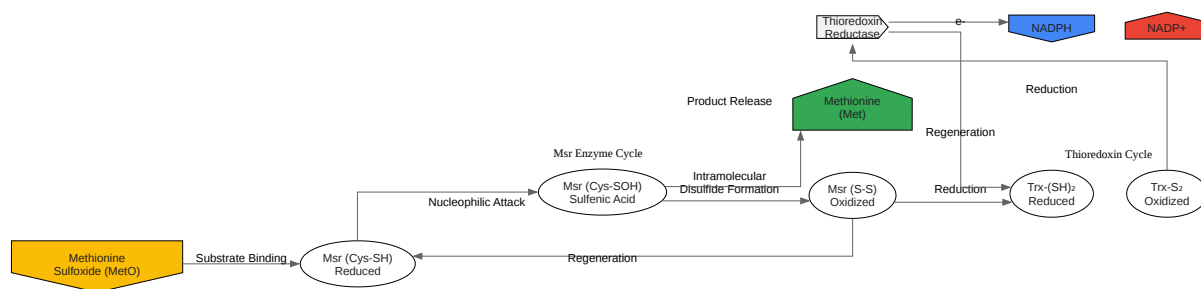 Thioredoxin
Reductase
e-
NADPH
NADP+
Reduction
Product Release
Methionine
(Met)
Regeneration
Msr Enzyme Cycle
Thioredoxin Cycle
Msr (Cys-SOH)
Sulfenic Acid
Intramolecular
Disulfide Formation
Msr (S-S)
Oxidized
Reduction
Trx-(SH)₂
Reduced
Trx-S₂
Oxidized
Nucleophilic Attack
Methionine
Sulfoxide (MetO)
Substrate Binding
Msr (Cys-SH)
Reduced
Regeneration